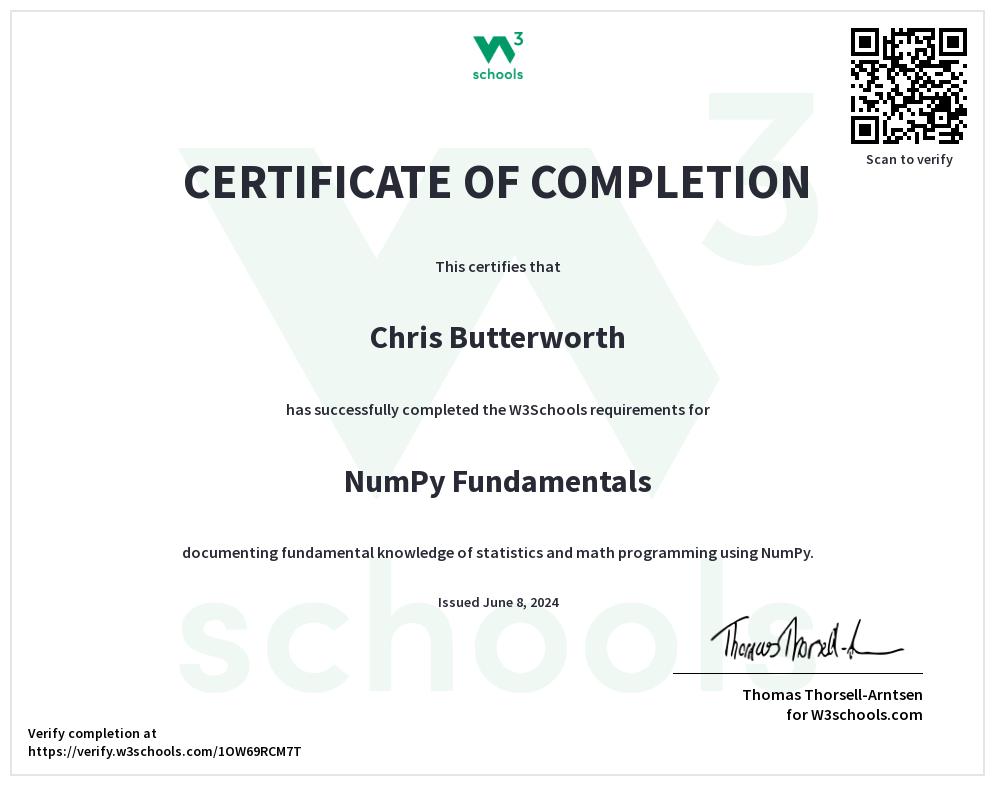 W3
schools
Scan to verify
CERTIFICATE OF COMPLETION
This certifies that
Chris Butterworth
has successfully completed the W3Schools requirements for
NumPy Fundamentals
documenting fundamental knowledge of statistics and math programming using NumPy.
Issued June 8, 2024
Thomas Thorsell-A
Thomas Thorsell-Arntsen
for W3schools.com
Verify completion at
https://verify.w3schools.com/1OW69RCM7T
W3
schools